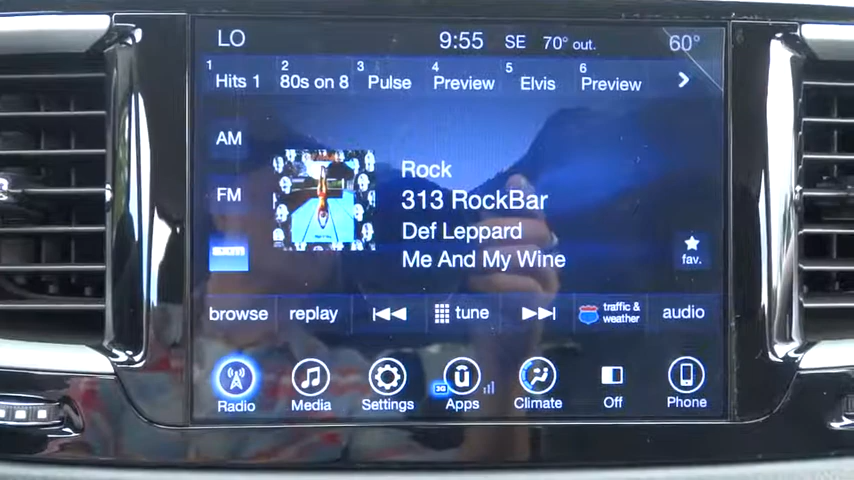 LO 9:55 SE 70° out. 60°
1 Hits 1 2 80s on 8 3 Pulse 4 Preview 5 Elvis 6 Preview
AM
FM
Rock
313 RockBar
Def Leppard
Me And My Wine
fav.
browse replay tune traffic & weather audio
3G
Radio Media Settings Apps Climate Off Phone